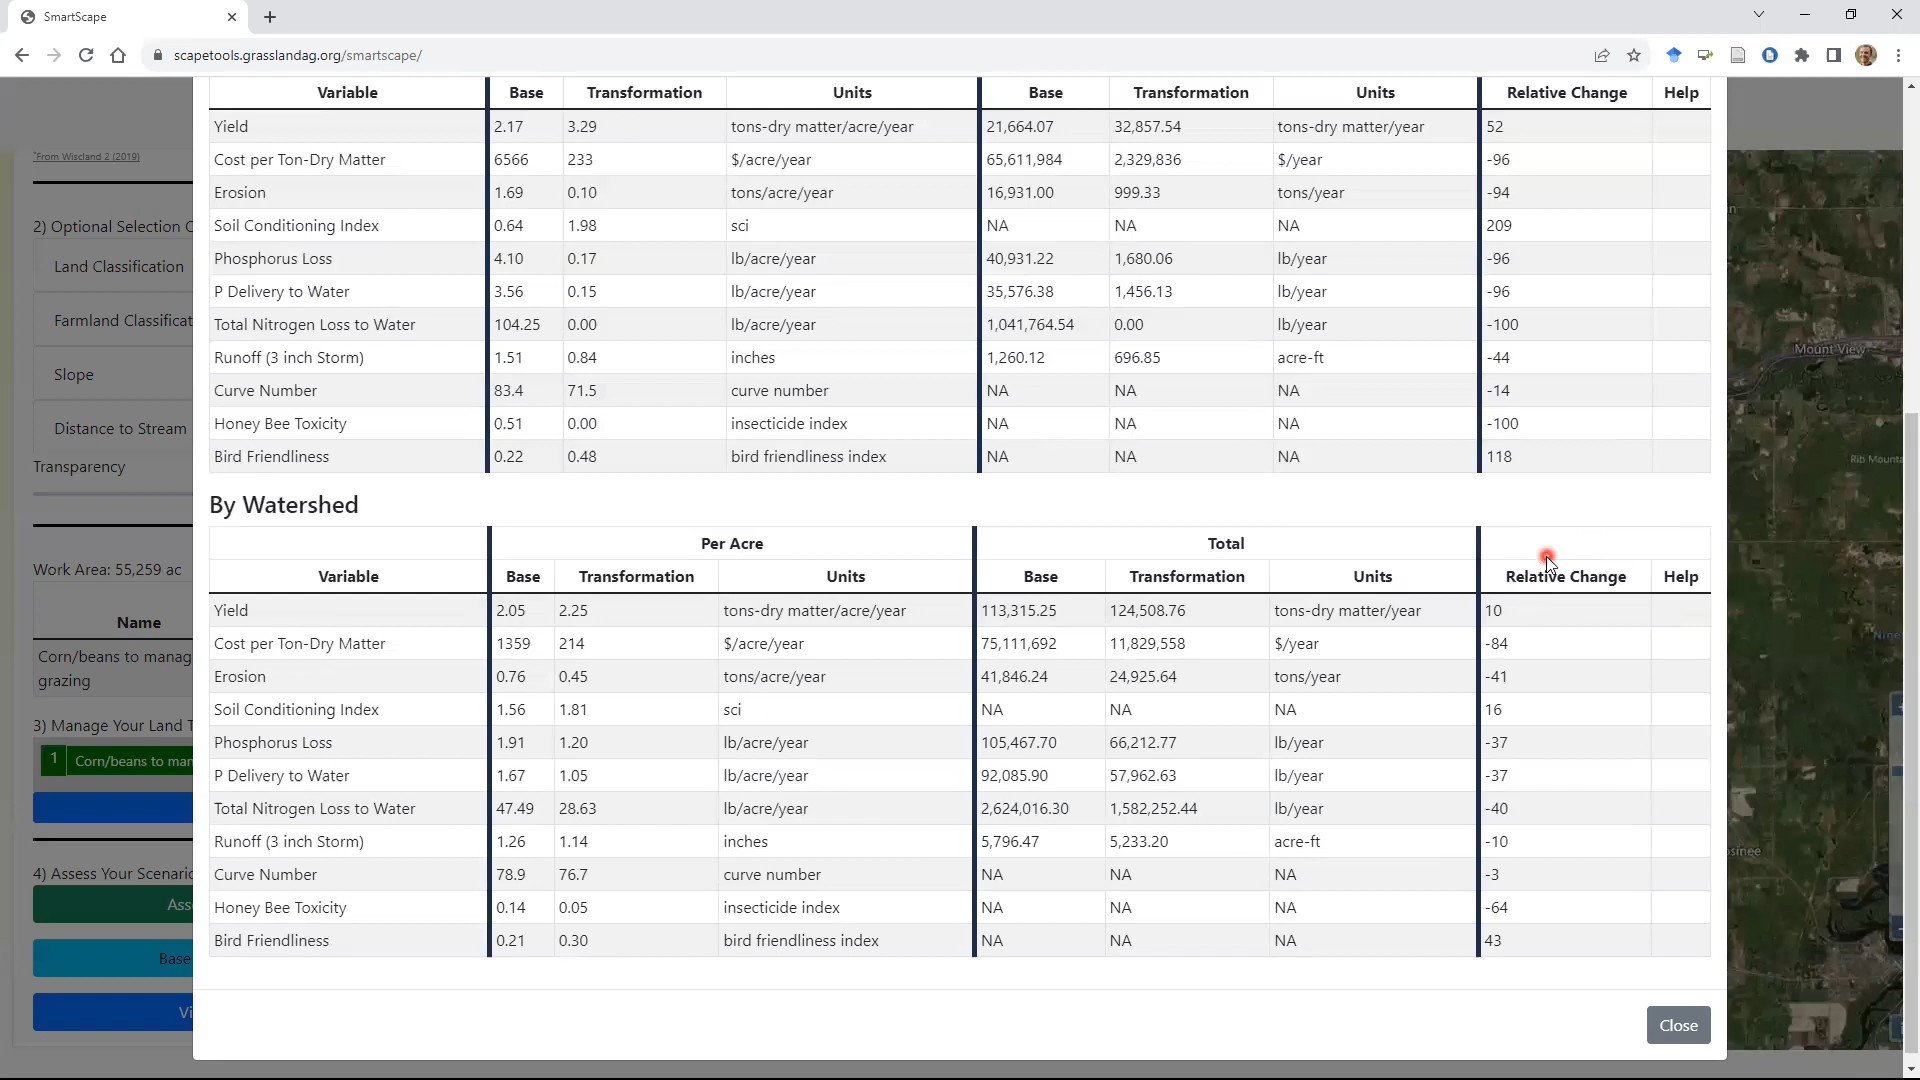 SmartScape
scapetools.grasslandag.org/smartscape/
Variable Base Transformation Units Base Transformation Units Relative Change Help
Yield 2.17 3.29 tons-dry matter/acre/year 21,664.07 32,857.54 tons-dry matter/year 52
Cost per Ton-Dry Matter 6566 233 $/acre/year 65,611,984 2,329,836 $/year -96
Erosion 1.69 0.10 tons/acre/year 16,931.00 999.33 tons/year -94
Soil Conditioning Index 0.64 1.98 sci NA NA NA 209
Phosphorus Loss 4.10 0.17 lb/acre/year 40,931.22 1,680.06 lb/year -96
P Delivery to Water 3.56 0.15 lb/acre/year 35,576.38 1,456.13 lb/year -96
Total Nitrogen Loss to Water 104.25 0.00 lb/acre/year 1,041,764.54 0.00 lb/year -100
Runoff (3 inch Storm) 1.51 0.84 inches 1,260.12 696.85 acre-ft -44
Curve Number 83.4 71.5 curve number NA NA NA -14
Honey Bee Toxicity 0.51 0.00 insecticide index NA NA NA -100
Bird Friendliness 0.22 0.48 bird friendliness index NA NA NA 118
By Watershed
Per Acre Total
Variable Base Transformation Units Base Transformation Units Relative Change Help
Yield 2.05 2.25 tons-dry matter/acre/year 113,315.25 124,508.76 tons-dry matter/year 10
Cost per Ton-Dry Matter 1359 214 $/acre/year 75,111,692 11,829,558 $/year -84
Erosion 0.76 0.45 tons/acre/year 41,846.24 24,925.64 tons/year -41
Soil Conditioning Index 1.56 1.81 sci NA NA NA 16
Phosphorus Loss 1.91 1.20 lb/acre/year 105,467.70 66,212.77 lb/year -37
P Delivery to Water 1.67 1.05 lb/acre/year 92,085.90 57,962.63 lb/year -37
Total Nitrogen Loss to Water 47.49 28.63 lb/acre/year 2,624,016.30 1,582,252.44 lb/year -40
Runoff (3 inch Storm) 1.26 1.14 inches 5,796.47 5,233.20 acre-ft -10
Curve Number 78.9 76.7 curve number NA NA NA -3
Honey Bee Toxicity 0.14 0.05 insecticide index NA NA NA -64
Bird Friendliness 0.21 0.30 bird friendliness index NA NA NA 43
Close
*From Wiscland 2 (2019)
2) Optional Selection C
Land Classification
Farmland Classificat
Slope
Distance to Stream
Transparency
Work Area: 55,259 ac
Name
Corn/beans to manag
grazing
3) Manage Your Land T
1 Corn/beans to man
4) Assess Your Scenario
Ass
Base
Vi
Mount View
Rib Mounta
Nine
sinee